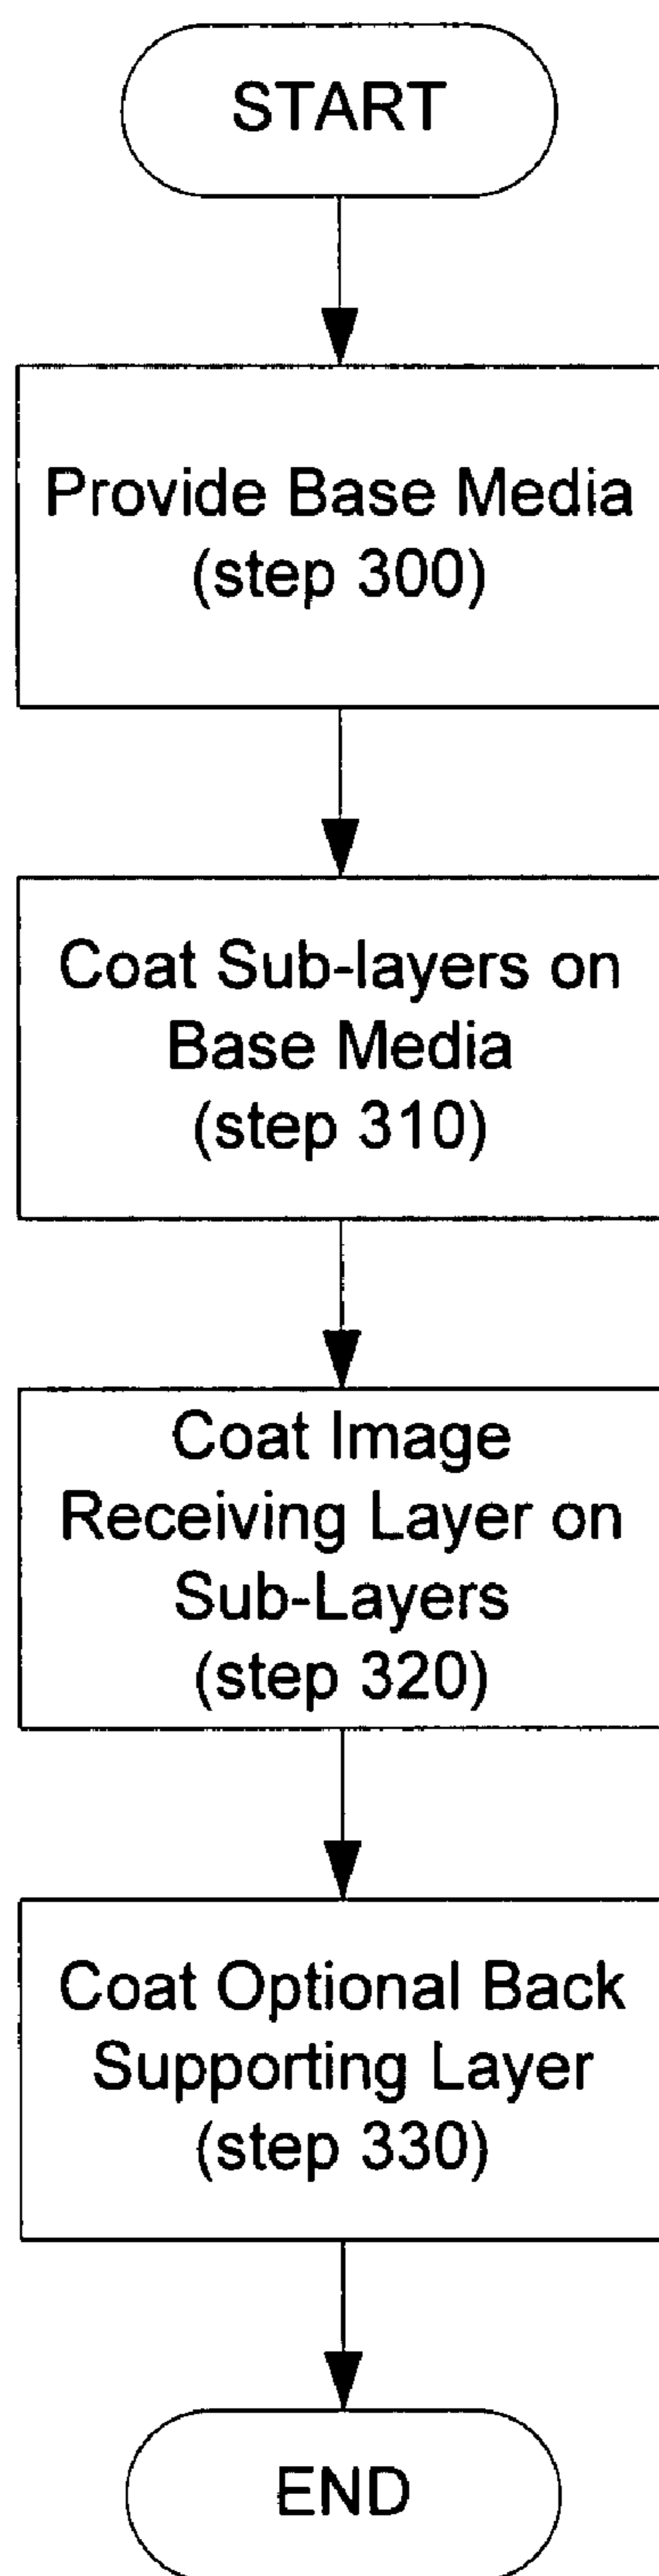 START
Provide Base Media
(step 300)
Coat Sub-layers on
Base Media
(step 310)
Coat Image
Receiving Layer on
Sub-Layers
(step 320)
Coat Optional Back
Supporting Layer
(step 330)
END